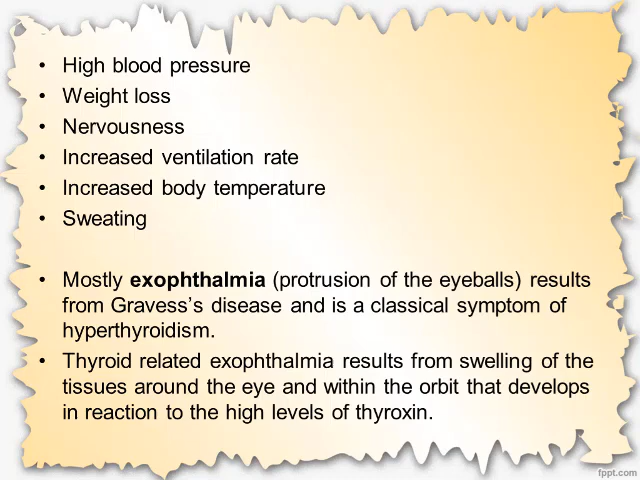 • High blood pressure
• Weight loss
• Nervousness
• Increased ventilation rate
• Increased body temperature
• Sweating
• Mostly exophthalmia (protrusion of the eyeballs) results
from Gravess’s disease and is a classical symptom of
hyperthyroidism.
• Thyroid related exophthalmia results from swelling of the
tissues around the eye and within the orbit that develops
in reaction to the high levels of thyroxin.
fppt.com